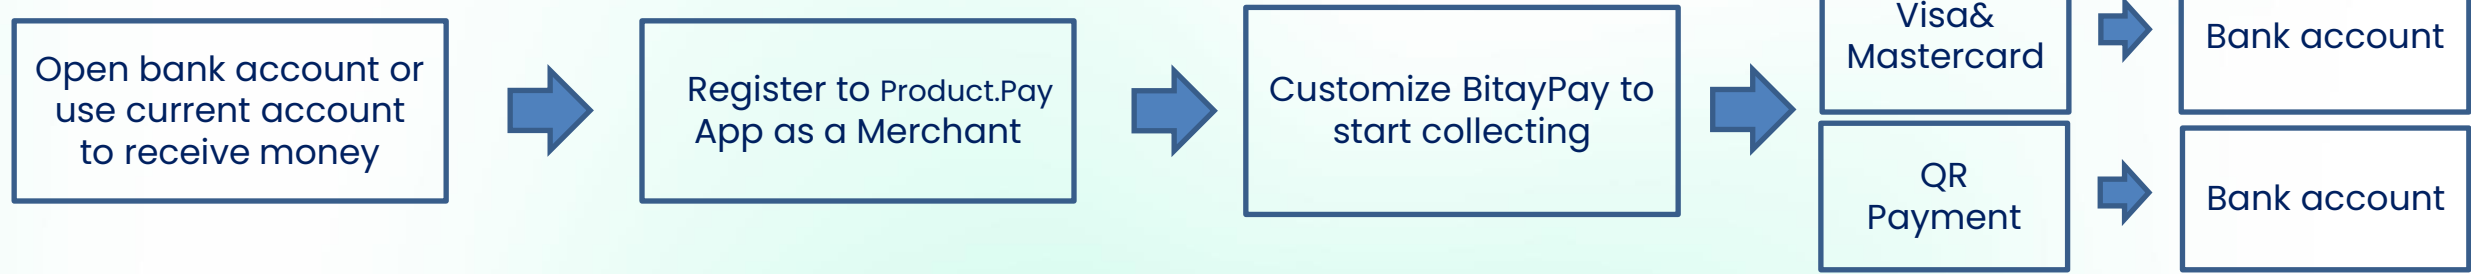 Open bank account or
use current account
to receive money
Register to Product.Pay
App as a Merchant
Customize BitayPay to
start collecting
Visa&
Mastercard
Bank account
QR
Payment
Bank account